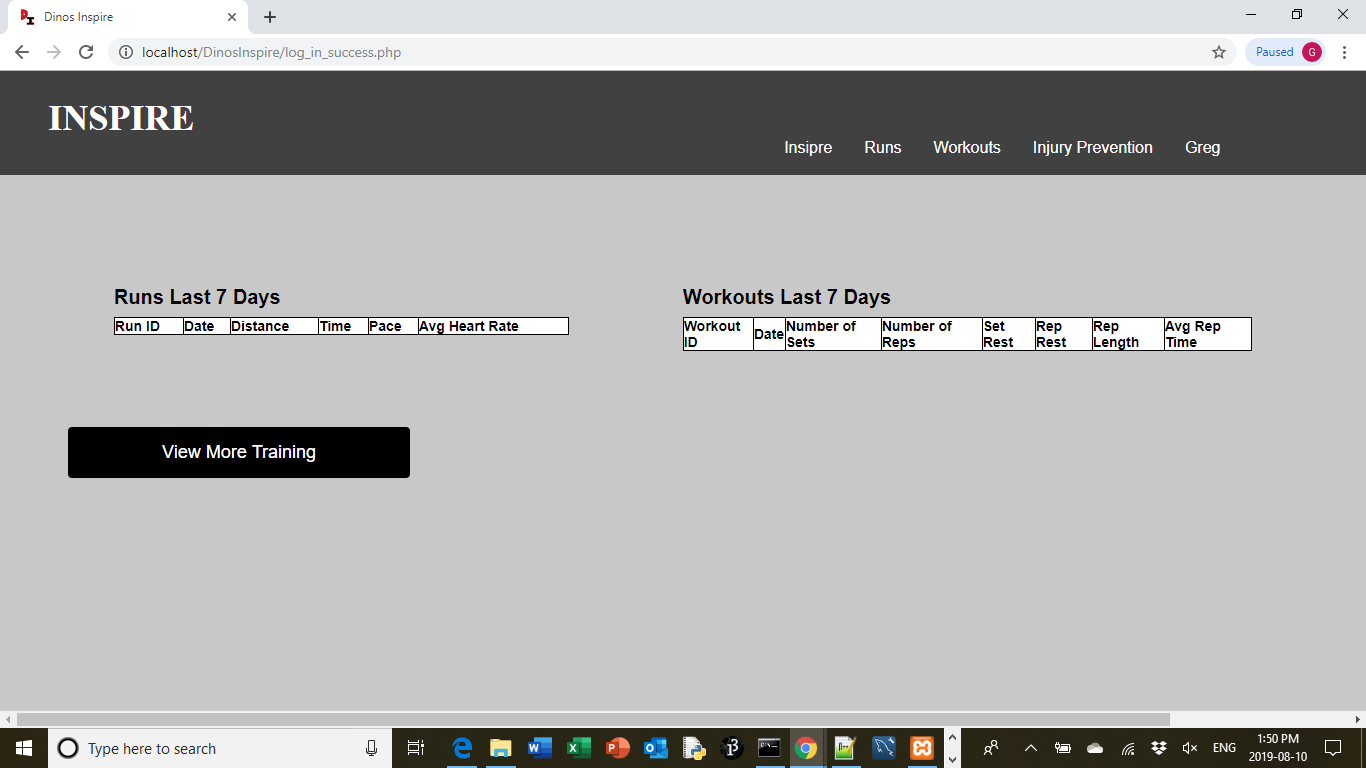 Dinos Inspire
localhost/DinosInspire/log_in_success.php
Paused G
INSPIRE
Insipre Runs Workouts Injury Prevention Greg
Runs Last 7 Days
Run ID Date Distance Time Pace Avg Heart Rate
Workouts Last 7 Days
Workout ID Date Number of Sets Number of Reps Set Rest Rep Rest Rep Length Avg Rep Time
View More Training
Type here to search
ENG
1:50 PM
2019-08-10